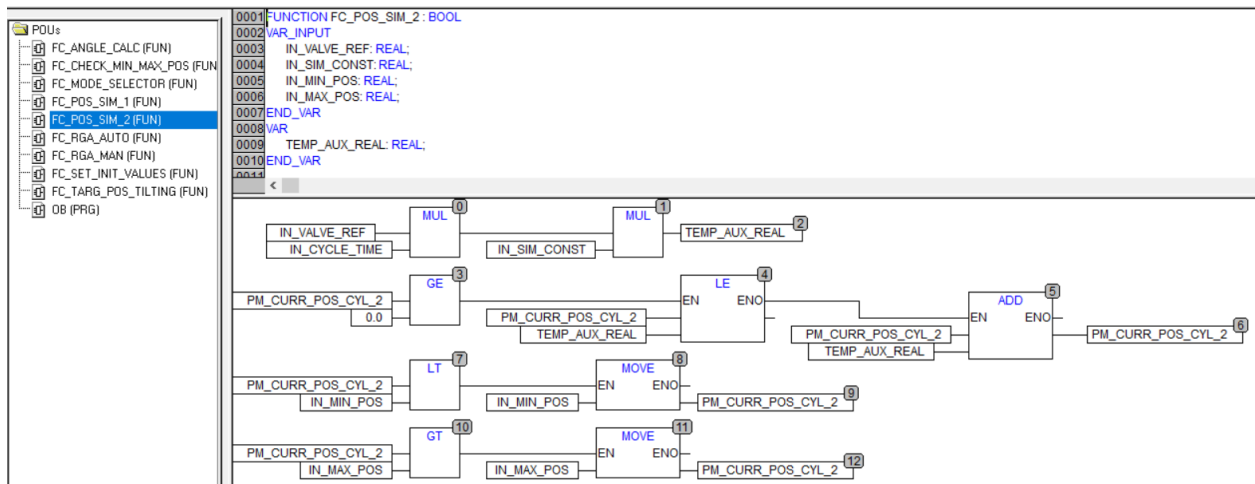 POUs
FC_ANGLE_CALC (FUN)
FC_CHECK_MIN_MAX_POS (FUN
FC_MODE_SELECTOR (FUN)
FC_POS_SIM_1 (FUN)
FC_POS_SIM_2 (FUN)
FC_RGA_AUTO (FUN)
FC_RGA_MAN (FUN)
FC_SET_INIT_VALUES (FUN)
FC_TARG_POS_TILTING (FUN)
OB (PRG)
0001 FUNCTION FC_POS_SIM_2 : BOOL
0002 VAR_INPUT
0003 IN_VALVE_REF: REAL;
0004 IN_SIM_CONST: REAL;
0005 IN_MIN_POS: REAL;
0006 IN_MAX_POS: REAL;
0007 END_VAR
0008 VAR
0009 TEMP_AUX_REAL: REAL;
0010 END_VAR
0011
<
0 1
MUL MUL 2
IN_VALVE_REF TEMP_AUX_REAL
IN_CYCLE_TIME IN_SIM_CONST
3 4
GE LE 5
PM_CURR_POS_CYL_2 EN ENO ADD
0.0 PM_CURR_POS_CYL_2 EN ENO 6
TEMP_AUX_REAL PM_CURR_POS_CYL_2 PM_CURR_POS_CYL_2
TEMP_AUX_REAL
7 8
LT MOVE
PM_CURR_POS_CYL_2 EN ENO 9
IN_MIN_POS IN_MIN_POS PM_CURR_POS_CYL_2
10 11
GT MOVE
PM_CURR_POS_CYL_2 EN ENO 12
IN_MAX_POS IN_MAX_POS PM_CURR_POS_CYL_2